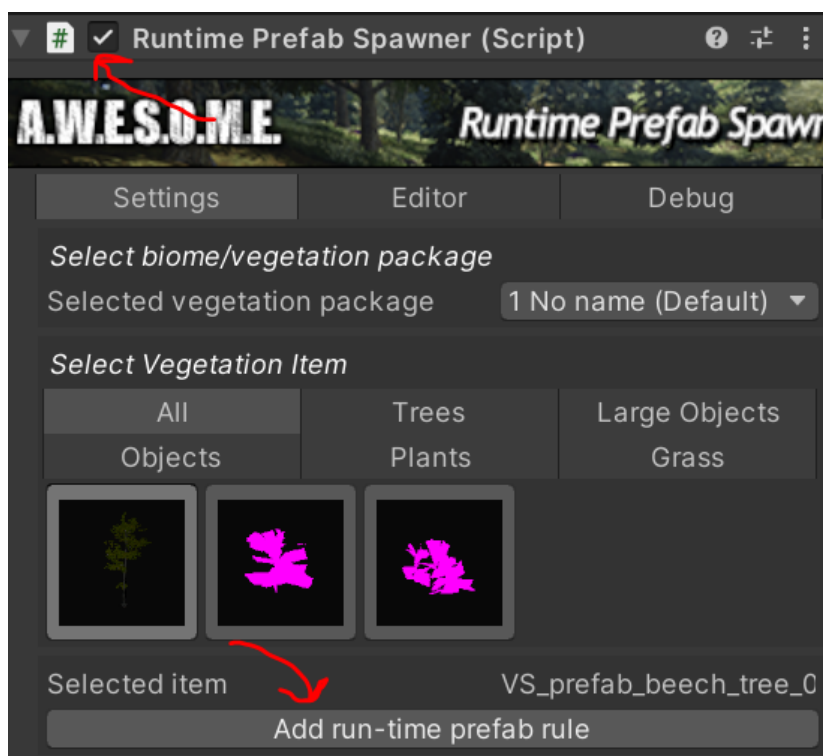 # Runtime Prefab Spawner (Script)
A.W.E.S.O.M.E. Runtime Prefab Spawn
Settings Editor Debug
Select biome/vegetation package
Selected vegetation package 1 No name (Default)
Select Vegetation Item
All Trees Large Objects
Objects Plants Grass
Selected item VS_prefab_beech_tree_0
Add run-time prefab rule